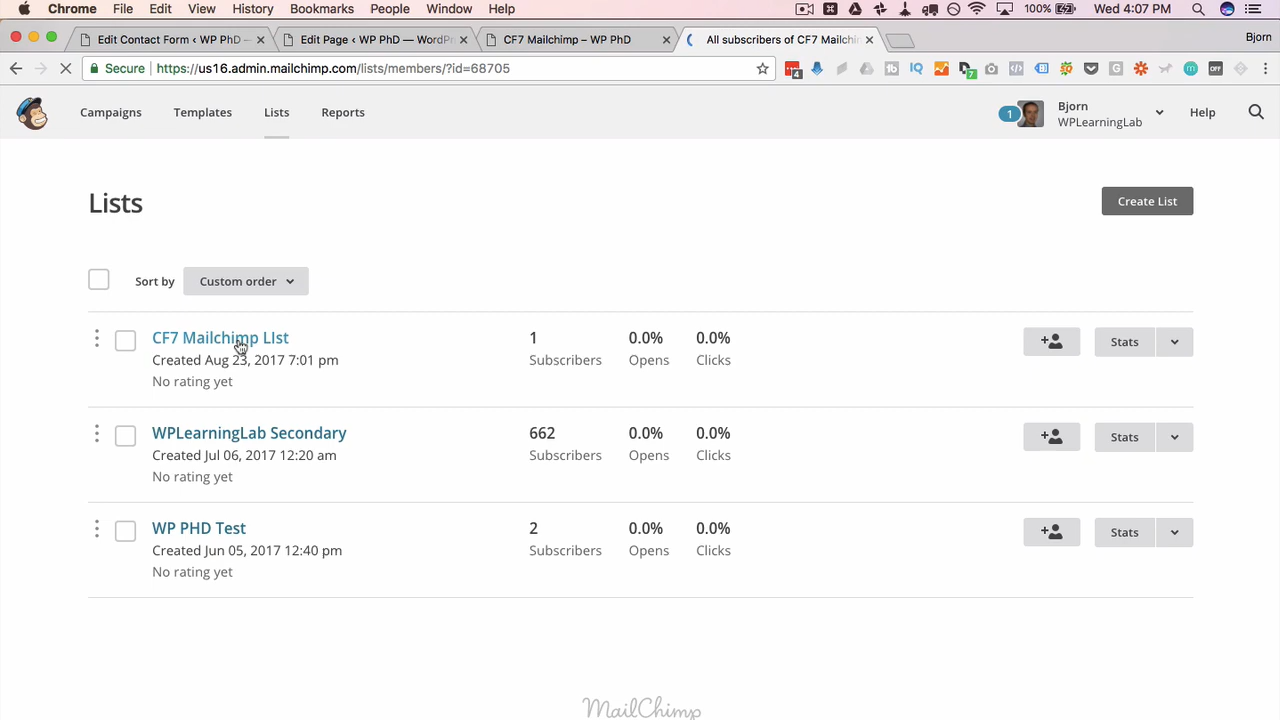 Chrome File Edit View History Bookmarks People Window Help 100% Wed 4:07 PM
Edit Contact Form ‹ WP PhD — Edit Page ‹ WP PhD — WordPr CF7 Mailchimp – WP PhD All subscribers of CF7 Mailchim Bjorn
Secure https://us16.admin.mailchimp.com/lists/members/?id=68705 4 IQ 7 G m OFF
Campaigns Templates Lists Reports 1 Bjorn Help
WPLearningLab
Lists Create List
Sort by Custom order
CF7 Mailchimp LIst 1 0.0% 0.0% Stats
Created Aug 23, 2017 7:01 pm Subscribers Opens Clicks
No rating yet
WPLearningLab Secondary 662 0.0% 0.0% Stats
Created Jul 06, 2017 12:20 am Subscribers Opens Clicks
No rating yet
WP PHD Test 2 0.0% 0.0% Stats
Created Jun 05, 2017 12:40 pm Subscribers Opens Clicks
No rating yet
MailChimp